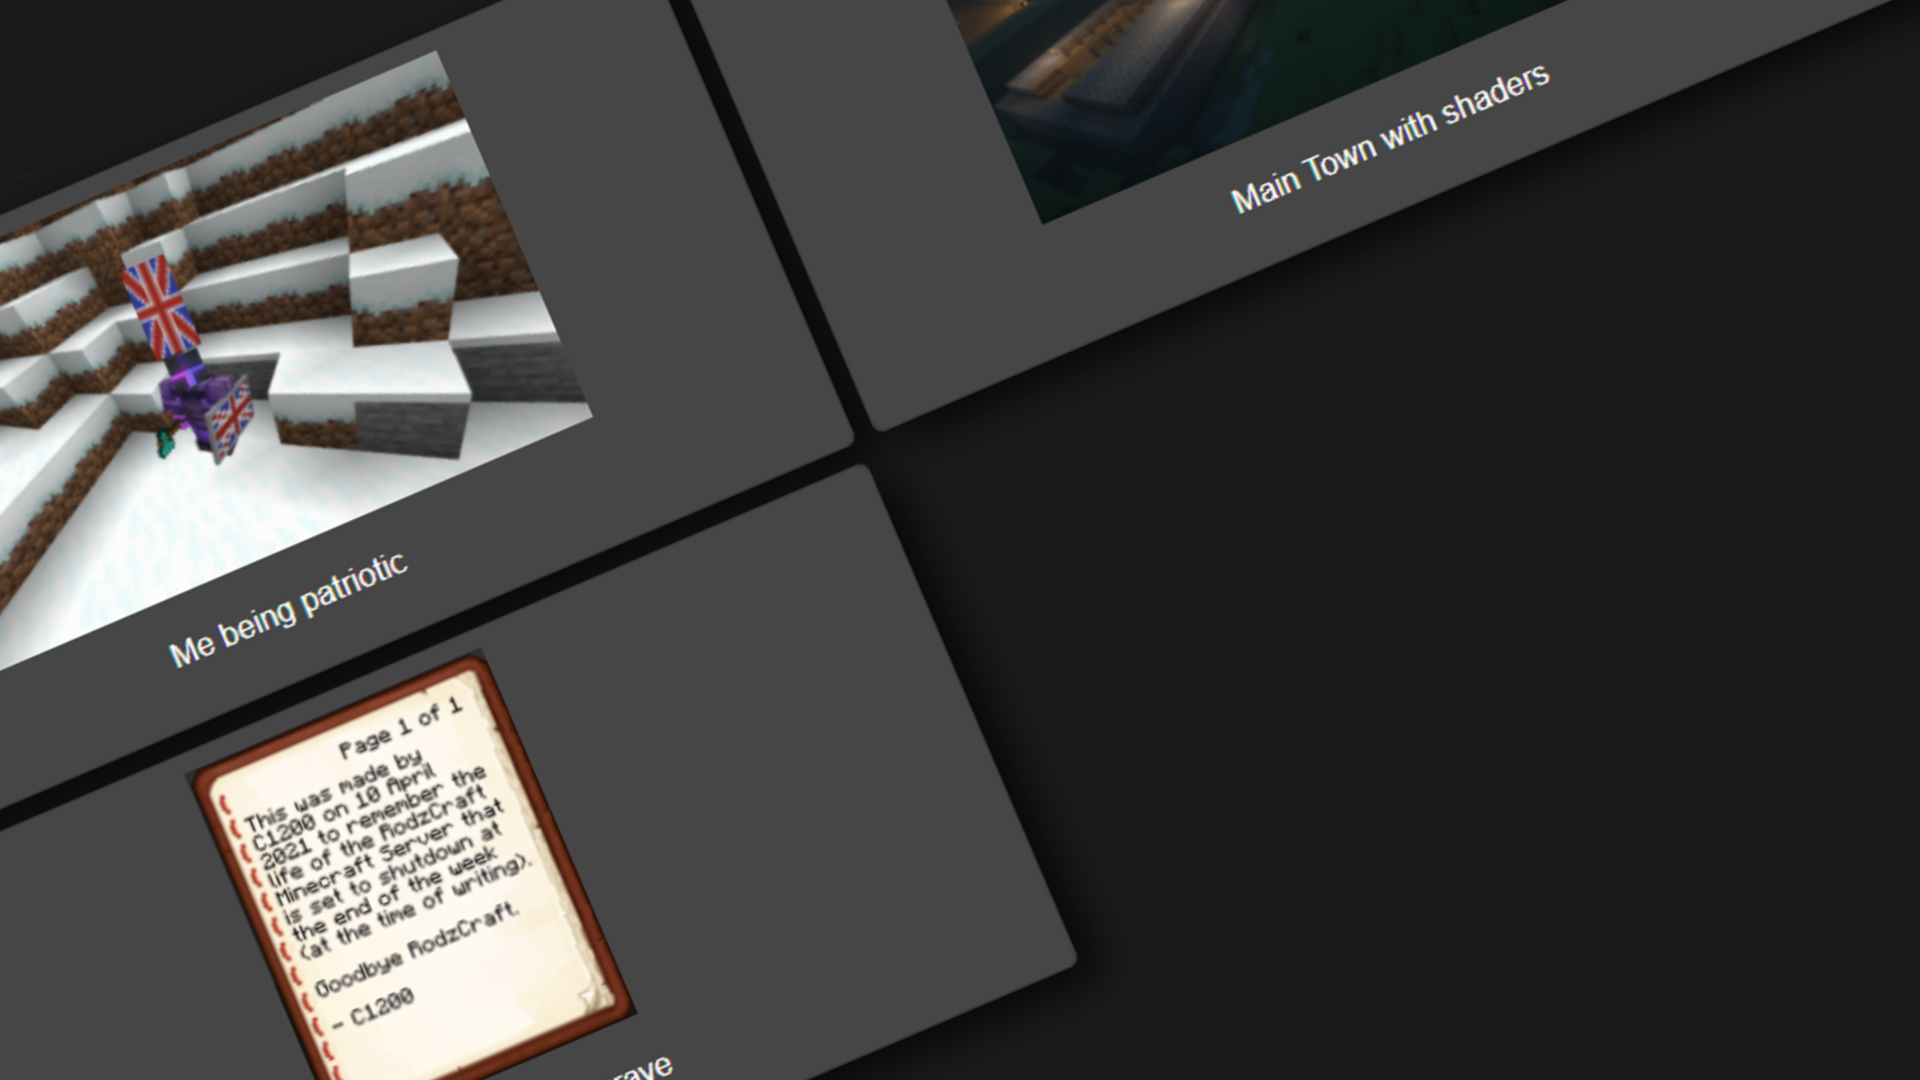 Main Town with shaders
Me being patriotic
Page 1 of 1
This was made by
C1200 on 10 April
2021 to remember the
life of the RodzCraft
Minecraft Server that
is set to shutdown at
the end of the week
(at the time of writing).
Goodbye RodzCraft.
- C1200